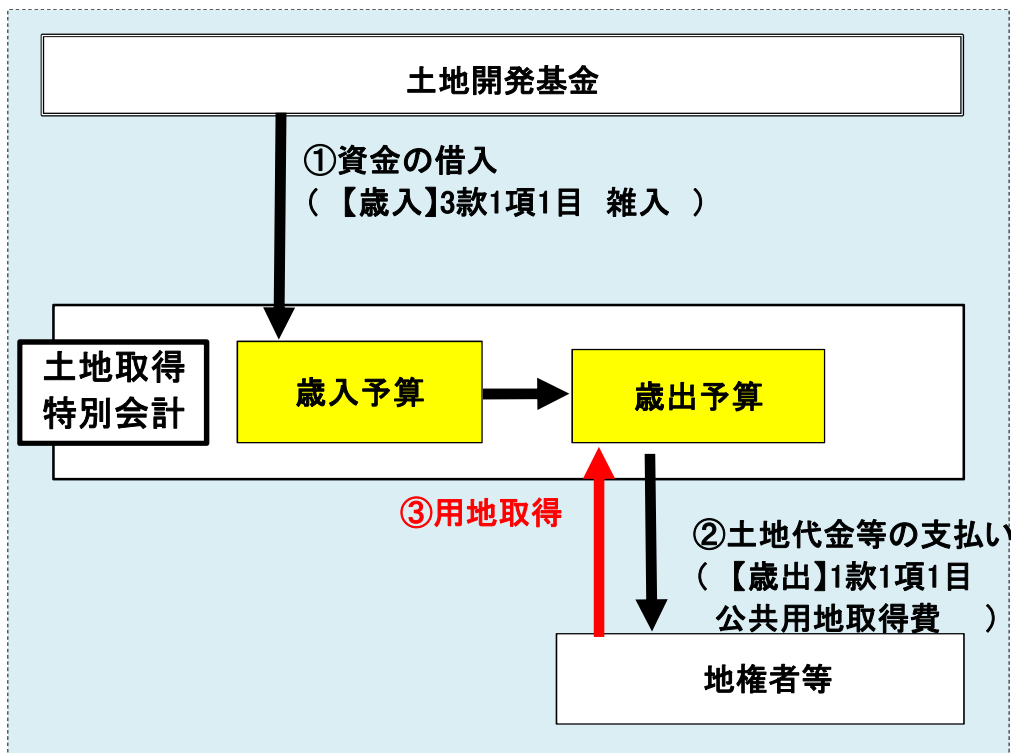 土地開発基金
①資金の借入
( 【歳入】3款1項1目 雑入 )
土地取得
特別会計
歳入予算
歳出予算
③用地取得
②土地代金等の支払い
( 【歳出】1款1項1目
公共用地取得費 )
地権者等